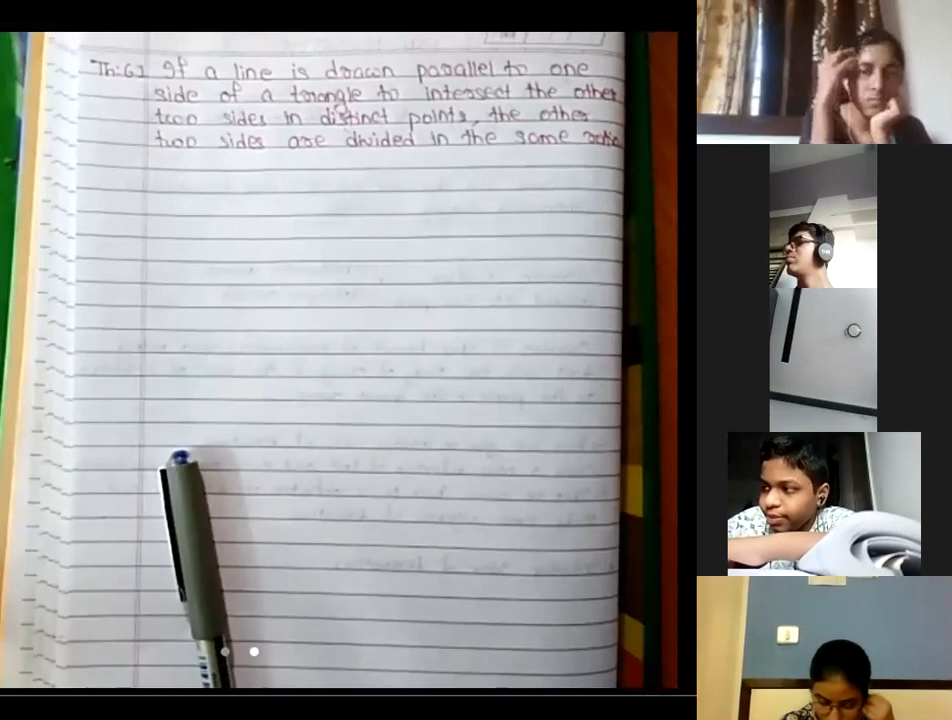 Th:6.1 If a line is drawn parallel to one
side of a triangle to intersect the other
two sides in distinct points, the other
two sides are divided in the same ratio